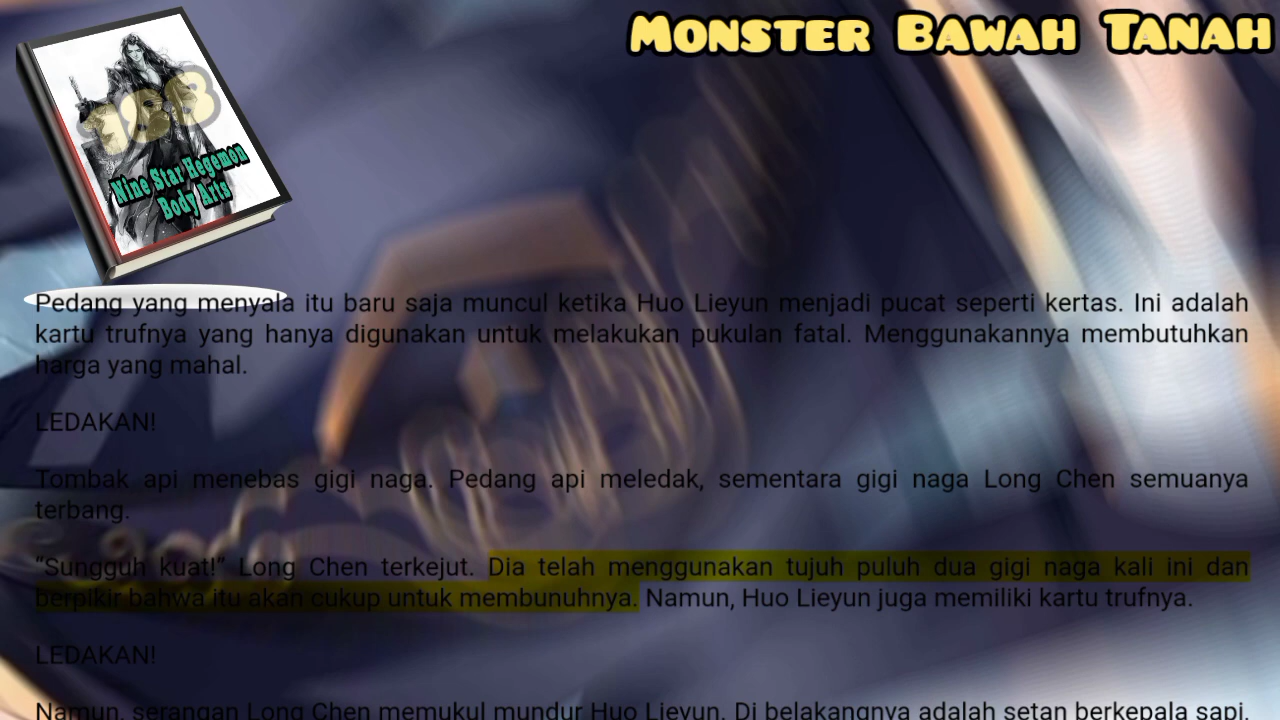 Monster Bawah Tanah
188
Nine Star Hegemon
Body Arts
Pedang yang menyala itu baru saja muncul ketika Huo Lieyun menjadi pucat seperti kertas. Ini adalah
kartu trufnya yang hanya digunakan untuk melakukan pukulan fatal. Menggunakannya membutuhkan
harga yang mahal.
LEDAKAN!
Tombak api menebas gigi naga. Pedang api meledak, sementara gigi naga Long Chen semuanya
terbang.
“Sungguh kuat!” Long Chen terkejut. Dia telah menggunakan tujuh puluh dua gigi naga kali ini dan
berpikir bahwa itu akan cukup untuk membunuhnya. Namun, Huo Lieyun juga memiliki kartu trufnya.
LEDAKAN!
Namun, serangan Long Chen memukul mundur Huo Lieyun. Di belakangnya adalah setan berkepala sapi.